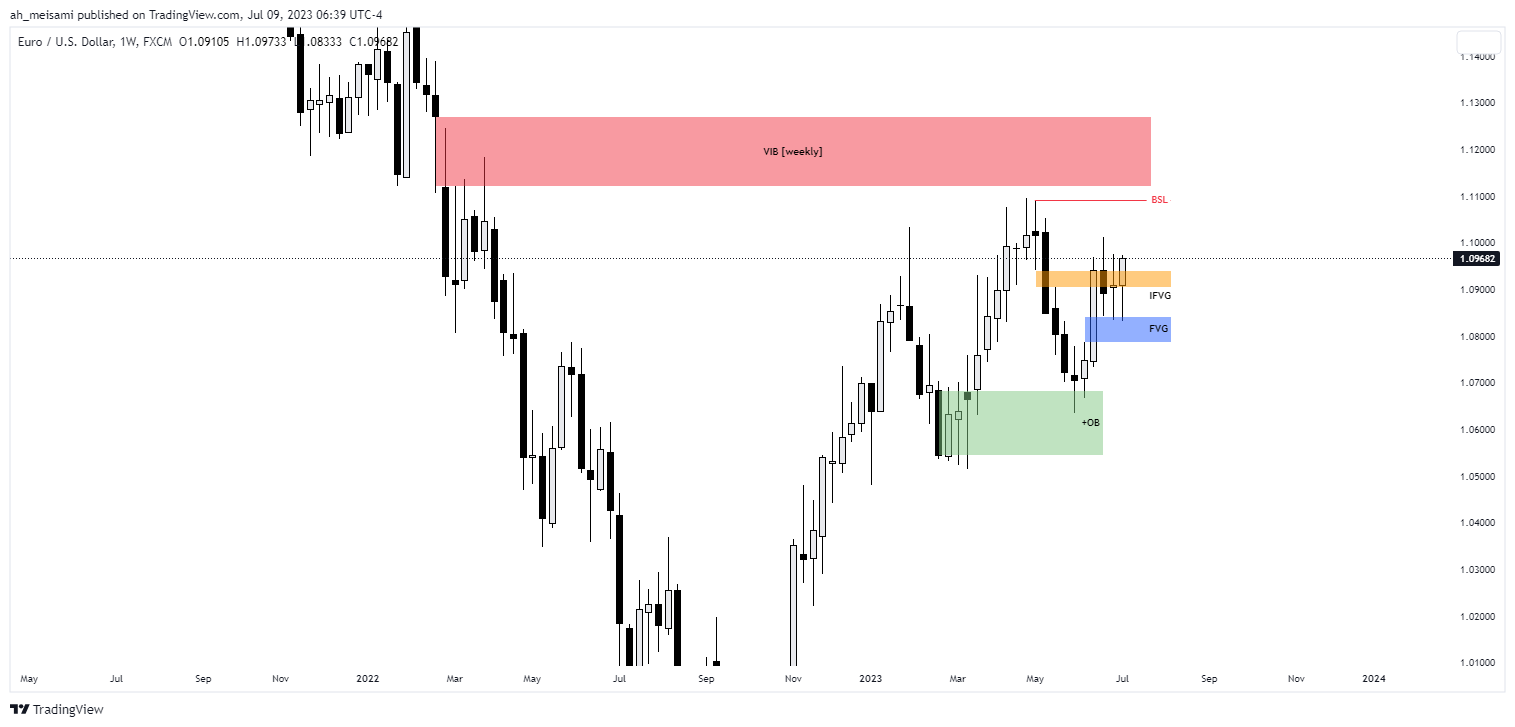 ah_meisami published on TradingView.com, Jul 09, 2023 06:39 UTC-4
Euro / U.S. Dollar, 1W, FXCM O1.09105 H1.09733 L1.08333 C1.09682
1.14000
1.13000
VIB [weekly]
1.12000
1.11000
BSL
1.10000
1.09682
1.09000
IFVG
FVG
1.08000
1.07000
+OB
1.06000
1.05000
1.04000
1.03000
1.02000
1.01000
May Jul Sep Nov 2022 Mar May Jul Sep Nov 2023 Mar May Jul Sep Nov 2024
TradingView